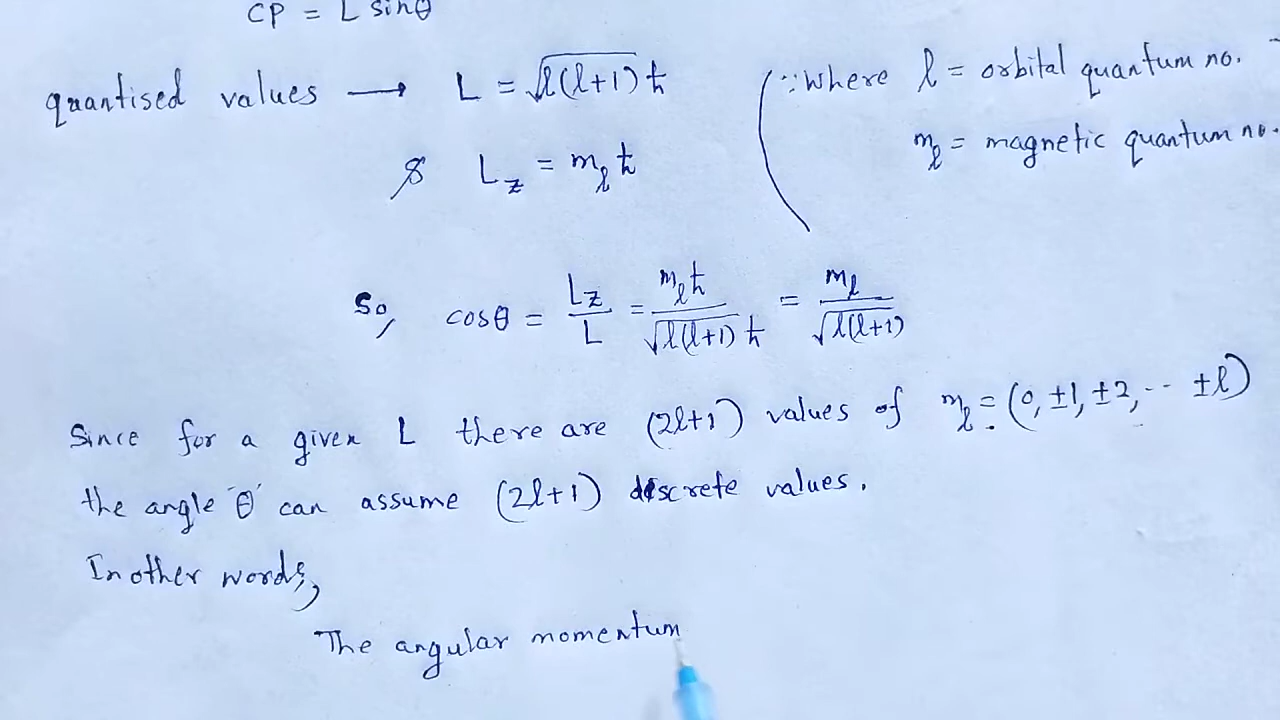 CP = L sinθ
quantised values ⟶ L = √l(l+1) ħ
& L_z = m_l ħ
(∵ where l = orbital quantum no.
m_l = magnetic quantum no.
So, cosθ = L_z/L = m_l ħ/√l(l+1) ħ = m_l/√l(l+1)
Since for a given L there are (2l+1) values of m_l = (0, ±1, ±2, -- ±l)
the angle 'θ' can assume (2l+1) discrete values.
In other words,
The angular momentum